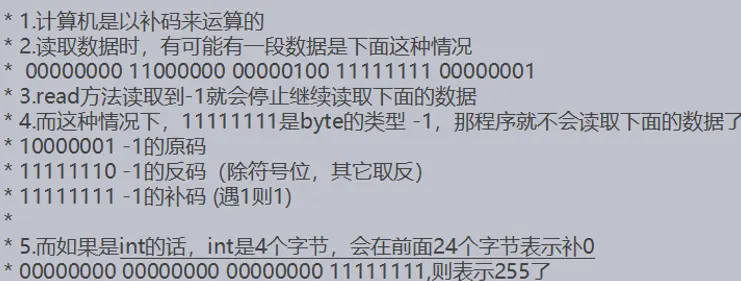 * 1.计算机是以补码来运算的
* 2.读取数据时，有可能有一段数据是下面这种情况
* 00000000 11000000 00000100 11111111 00000001
* 3.read方法读取到-1就会停止继续读取下面的数据
* 4.而这种情况下，11111111是byte的类型 -1，那程序就不会读取下面的数据了
* 10000001 -1的原码
* 11111110 -1的反码（除符号位，其它取反）
* 11111111 -1的补码 (遇1则1)
*
* 5.而如果是int的话，int是4个字节，会在前面24个字节表示补0
* 00000000 00000000 00000000 11111111,则表示255了